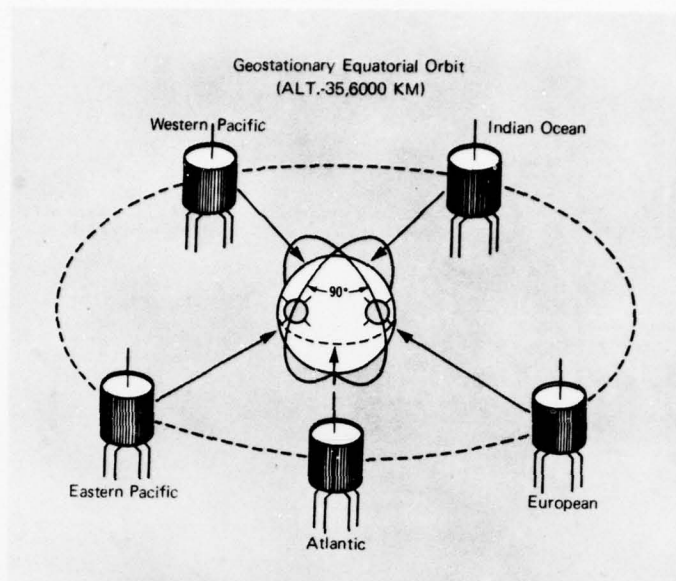 Geostationary Equatorial Orbit
(ALT.-35,6000 KM)
Western Pacific
Indian Ocean
90°
Eastern Pacific
European
Atlantic